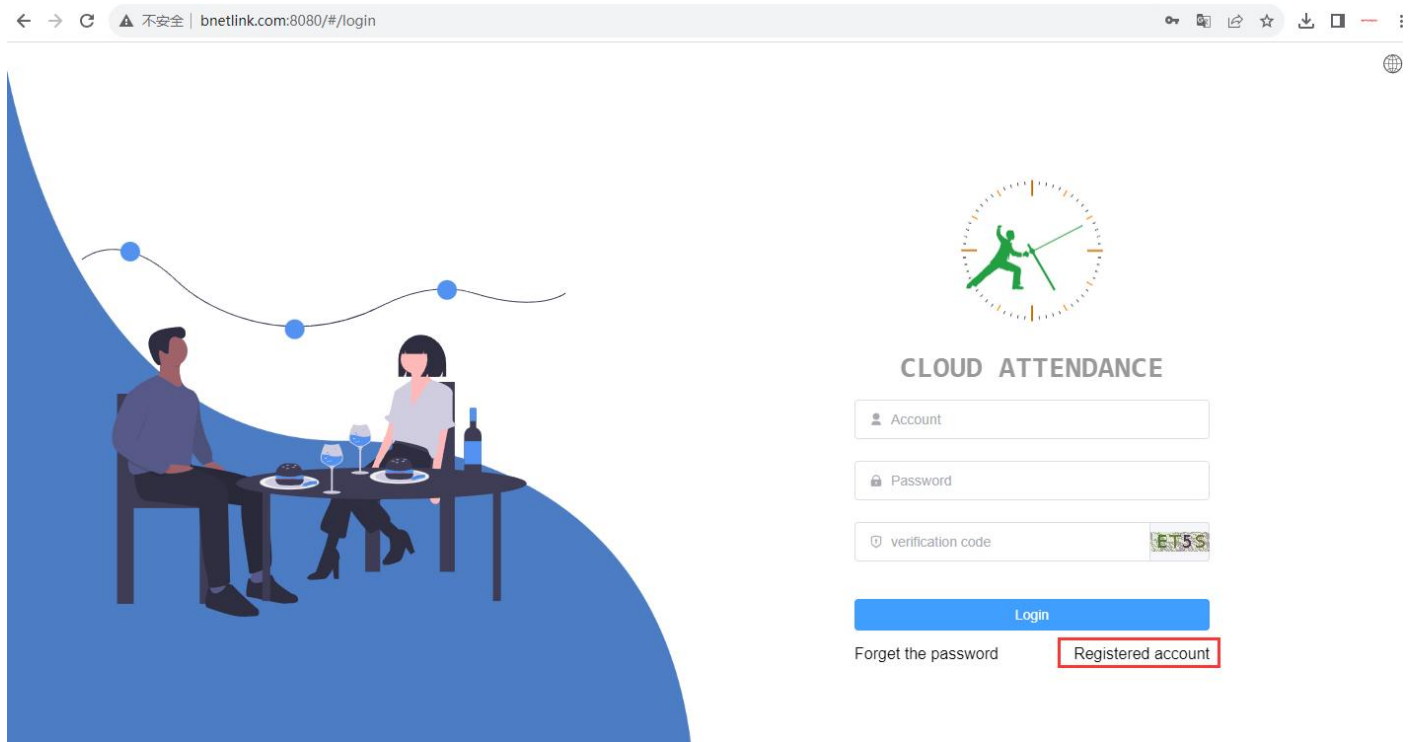 不安全 | bnetlink.com:8080/#/login
CLOUD ATTENDANCE
Account
Password
verification code
ET5S
Login
Forget the password
Registered account